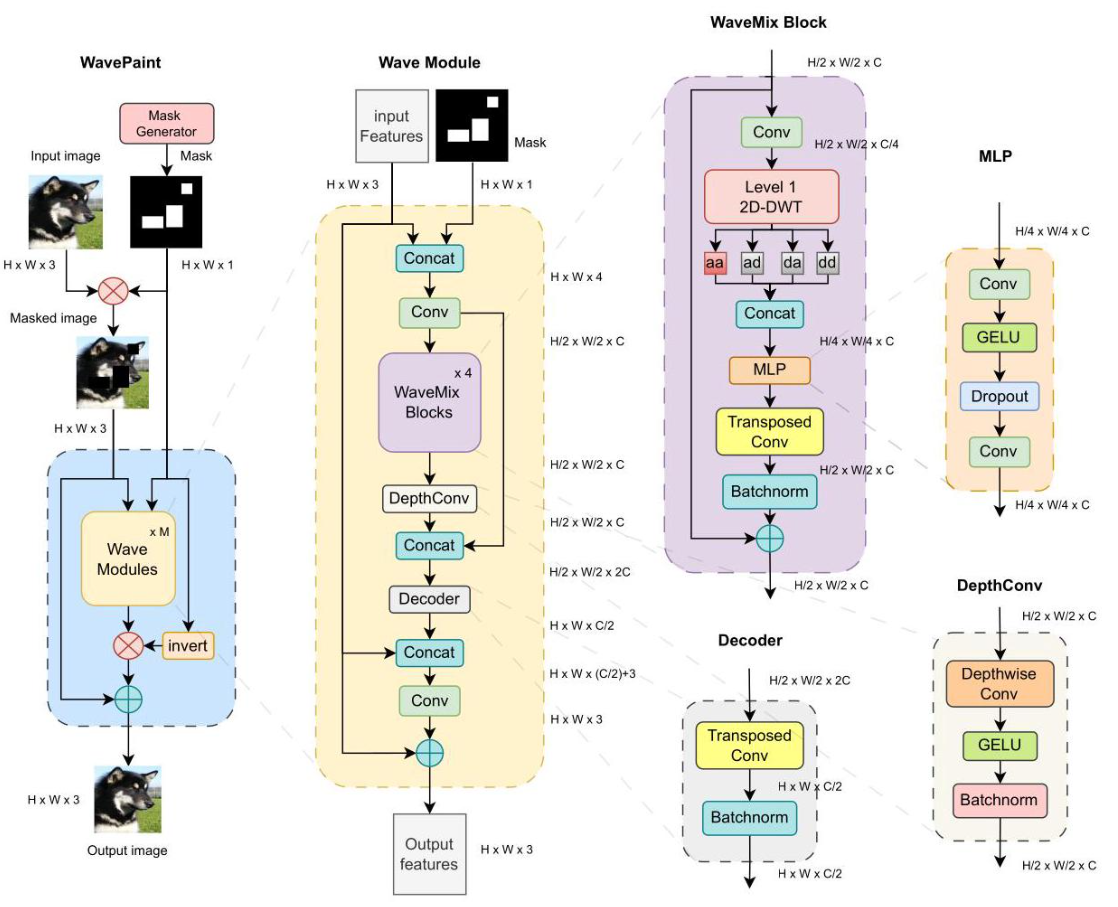 WavePaint
Mask
Generator
Input image
Mask
H x W x 3
H x W x 1
Masked image
H x W x 3
x M
Wave
Modules
invert
H x W x 3
Output image
Wave Module
input
Features
Mask
H x W x 3
H x W x 1
Concat
H x W x 4
Conv
H/2 x W/2 x C
x 4
WaveMix
Blocks
H/2 x W/2 x C
DepthConv
H/2 x W/2 x C
Concat
H/2 x W/2 x 2C
Decoder
H x W x C/2
Concat
H x W x (C/2)+3
Conv
H x W x 3
Output
features
H x W x 3
WaveMix Block
H/2 x W/2 x C
Conv
H/2 x W/2 x C/4
Level 1
2D-DWT
aa
ad
da
dd
Concat
H/4 x W/4 x C
MLP
Transposed
Conv
H/2 x W/2 x C
Batchnorm
H/2 x W/2 x C
MLP
H/4 x W/4 x C
Conv
GELU
Dropout
Conv
H/4 x W/4 x C
Decoder
H/2 x W/2 x 2C
Transposed
Conv
H x W x C/2
Batchnorm
H x W x C/2
DepthConv
H/2 x W/2 x C
Depthwise
Conv
GELU
Batchnorm
H/2 x W/2 x C